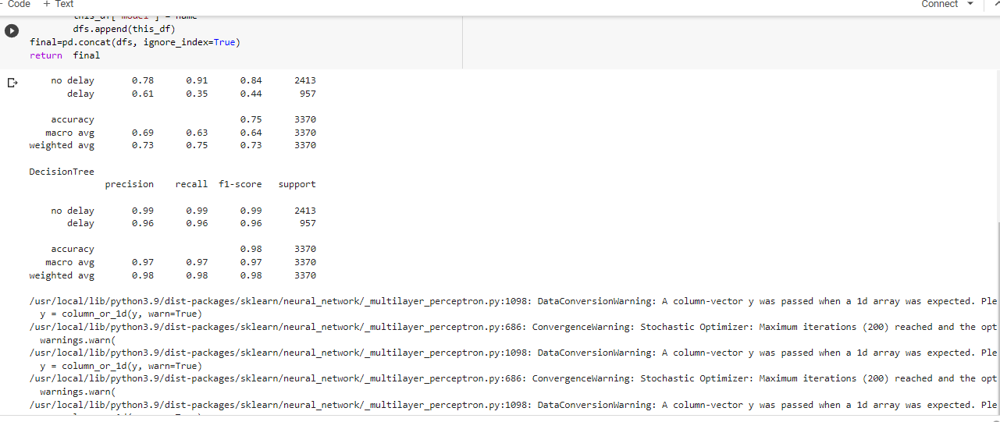 Code + Text Connect
this_df['model'] = name
dfs.append(this_df)
final=pd.concat(dfs, ignore_index=True)
return final
no delay 0.78 0.91 0.84 2413
delay 0.61 0.35 0.44 957
accuracy 0.75 3370
macro avg 0.69 0.63 0.64 3370
weighted avg 0.73 0.75 0.73 3370
DecisionTree
precision recall f1-score support
no delay 0.99 0.99 0.99 2413
delay 0.96 0.96 0.96 957
accuracy 0.98 3370
macro avg 0.97 0.97 0.97 3370
weighted avg 0.98 0.98 0.98 3370
/usr/local/lib/python3.9/dist-packages/sklearn/neural_network/_multilayer_perceptron.py:1098: DataConversionWarning: A column-vector y was passed when a 1d array was expected. Ple
y = column_or_1d(y, warn=True)
/usr/local/lib/python3.9/dist-packages/sklearn/neural_network/_multilayer_perceptron.py:686: ConvergenceWarning: Stochastic Optimizer: Maximum iterations (200) reached and the opt
warnings.warn(
/usr/local/lib/python3.9/dist-packages/sklearn/neural_network/_multilayer_perceptron.py:1098: DataConversionWarning: A column-vector y was passed when a 1d array was expected. Ple
y = column_or_1d(y, warn=True)
/usr/local/lib/python3.9/dist-packages/sklearn/neural_network/_multilayer_perceptron.py:686: ConvergenceWarning: Stochastic Optimizer: Maximum iterations (200) reached and the opt
warnings.warn(
/usr/local/lib/python3.9/dist-packages/sklearn/neural_network/_multilayer_perceptron.py:1098: DataConversionWarning: A column-vector y was passed when a 1d array was expected. Ple